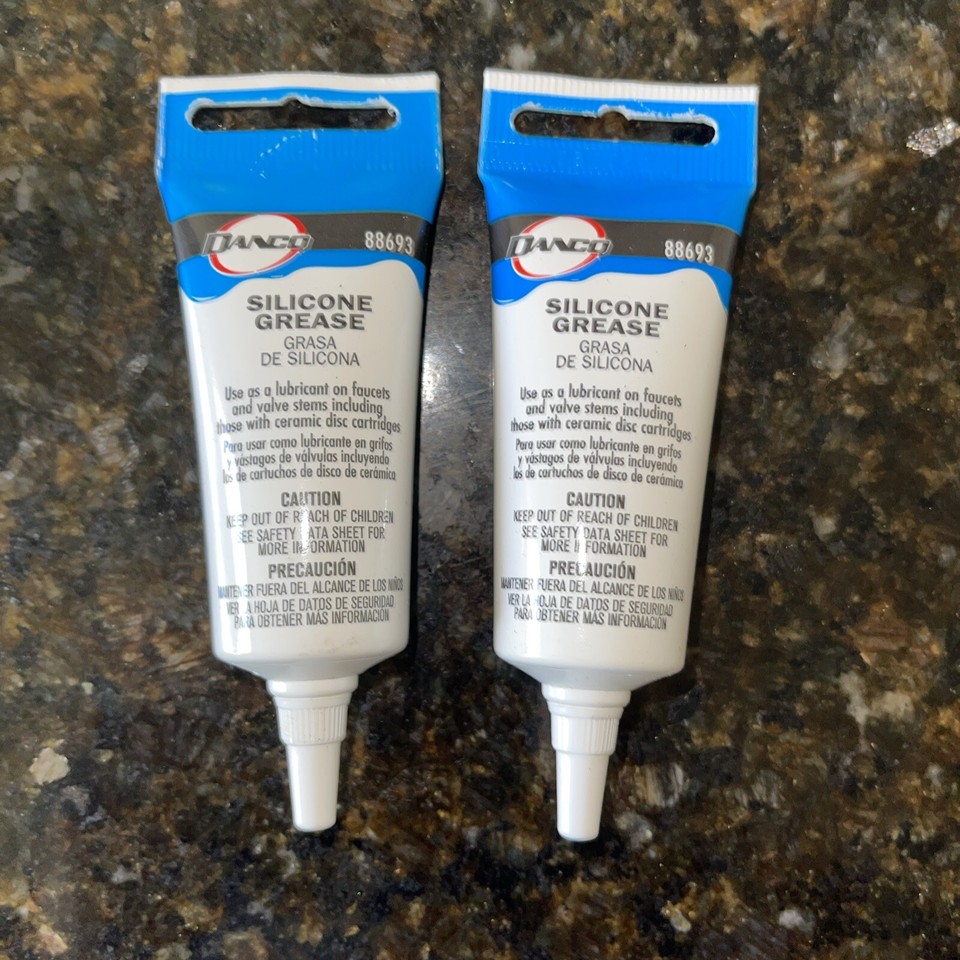 DANCO 88693
SILICONE
GREASE
GRASA
DE SILICONA
Use as a lubricant on faucets
and valve stems including
those with ceramic disc cartridges
Para usar como lubricante en grifos
y vástagos de válvulas incluyendo
los de cartuchos de disco de cerámica
CAUTION
KEEP OUT OF REACH OF CHILDREN
SEE SAFETY DATA SHEET FOR
MORE INFORMATION
PRECAUCIÓN
MANTENER FUERA DEL ALCANCE DE LOS NIÑOS
VER LA HOJA DE DATOS DE SEGURIDAD
PARA OBTENER MÁS INFORMACIÓN
DANCO 88693
SILICONE
GREASE
GRASA
DE SILICONA
Use as a lubricant on faucets
and valve stems including
those with ceramic disc cartridges
Para usar como lubricante en grifos
y vástagos de válvulas incluyendo
los de cartuchos de disco de cerámica
CAUTION
KEEP OUT OF REACH OF CHILDREN
SEE SAFETY DATA SHEET FOR
MORE INFORMATION
PRECAUCIÓN
MANTENER FUERA DEL ALCANCE DE LOS NIÑOS
VER LA HOJA DE DATOS DE SEGURIDAD
PARA OBTENER MÁS INFORMACIÓN